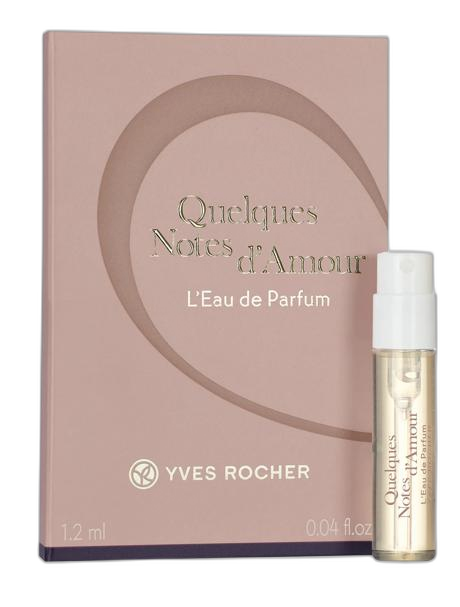 Quelques
Notes d'Amour
L'Eau de Parfum
YVES ROCHER
1.2 ml 0.04 fl.oz
Quelques
Notes d'Amour
L'Eau de Parfum